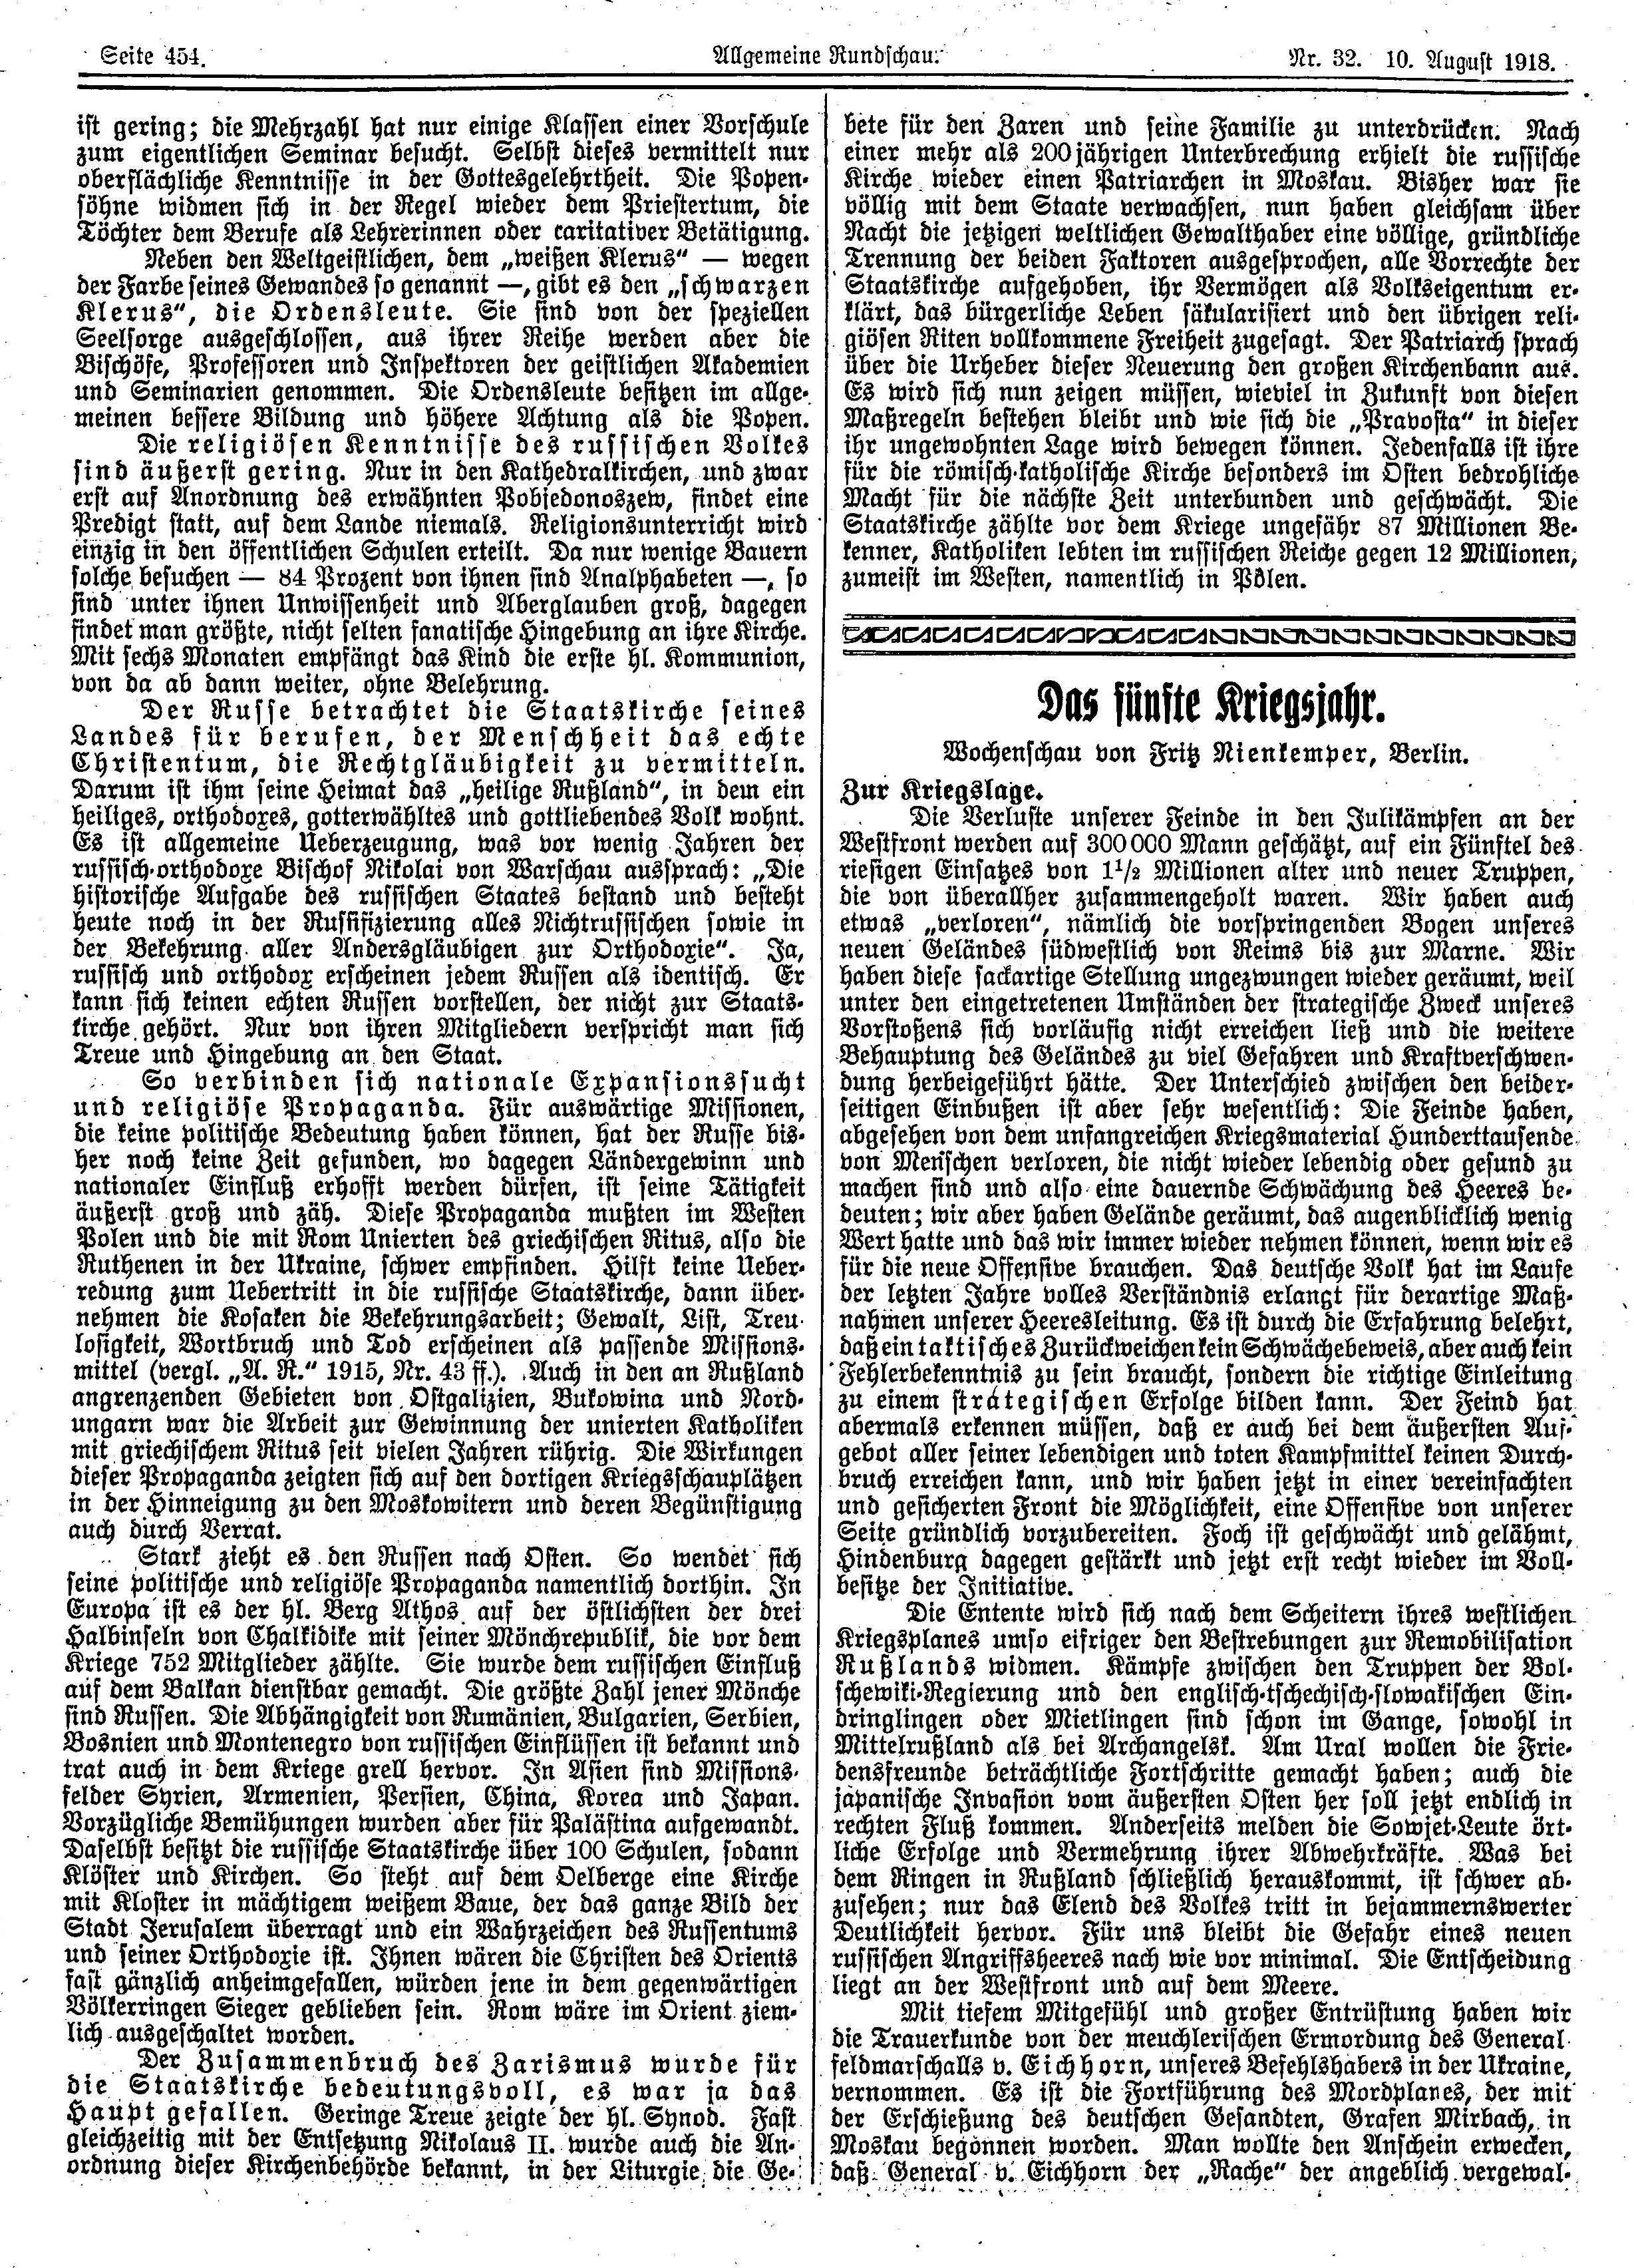 Seite 454.
Allgemeine Rundschau.
Nr. 32. 10. August 1918.
ist gering; die Mehrzahl hat nur einige Klassen einer Vorschule
zum eigentlichen Seminar besucht. Selbst dieses vermittelt nur
oberflächliche Kenntnisse in der Gottesgelehrtheit. Die Popen-
söhne widmen sich in der Regel wieder dem Priestertum, die
Töchter dem Berufe als Lehrerinnen oder caritativer Betätigung.
Neben den Weltgeistlichen, dem „weißen Klerus“ — wegen
der Farbe seines Gewandes so genannt —, gibt es den „schwarzen
Klerus“, die Ordensleute. Sie sind von der speziellen
Seelsorge ausgeschlossen, aus ihrer Reihe werden aber die
Bischöfe, Professoren und Inspektoren der geistlichen Akademien
und Seminarien genommen. Die Ordensleute besitzen im allge-
meinen bessere Bildung und höhere Achtung als die Popen.
Die religiösen Kenntnisse des russischen Volkes
sind äußerst gering. Nur in den Kathedralkirchen, und zwar
erst auf Anordnung des erwähnten Pobjedonoszew, findet eine
Predigt statt, auf dem Lande niemals. Religionsunterricht wird
einzig in den öffentlichen Schulen erteilt. Da nur wenige Bauern
solche besuchen — 84 Prozent von ihnen sind Analphabeten —, so
sind unter ihnen Unwissenheit und Aberglauben groß, dagegen
findet man größte, nicht selten fanatische Hingebung an ihre Kirche.
Mit sechs Monaten empfängt das Kind die erste hl. Kommunion,
von da ab dann weiter, ohne Belehrung.
Der Russe betrachtet die Staatskirche seines
Landes für berufen, der Menschheit das echte
Christentum, die Rechtgläubigkeit zu vermitteln.
Darum ist ihm seine Heimat das „heilige Rußland“, in dem ein
heiliges, orthodoxes, gotterwähltes und gottliebendes Volk wohnt.
Es ist allgemeine Ueberzeugung, was vor wenig Jahren der
russisch-orthodoxe Bischof Nikolai von Warschau aussprach: „Die
historische Aufgabe des russischen Staates bestand und besteht
heute noch in der Russifizierung alles Nichtrussischen sowie in
der Bekehrung aller Andersgläubigen zur Orthodoxie“. Ja,
russisch und orthodox erscheinen jedem Russen als identisch. Er
kann sich keinen echten Russen vorstellen, der nicht zur Staats-
kirche gehört. Nur von ihren Mitgliedern verspricht man sich
Treue und Hingebung an den Staat.
So verbinden sich nationale Expansionssucht
und religiöse Propaganda. Für auswärtige Missionen,
die keine politische Bedeutung haben können, hat der Russe bis-
her noch keine Zeit gefunden, wo dagegen Ländergewinn und
nationaler Einfluß erhofft werden dürfen, ist seine Tätigkeit
äußerst groß und zäh. Diese Propaganda mußten im Westen
Polen und die mit Rom Unierten des griechischen Ritus, also die
Ruthenen in der Ukraine, schwer empfinden. Hilft keine Ueber-
redung zum Uebertritt in die russische Staatskirche, dann über-
nehmen die Kosaken die Bekehrungsarbeit; Gewalt, List, Treu-
losigkeit, Wortbruch und Tod erscheinen als passende Missions-
mittel (vergl. „A. R.“ 1915, Nr. 43 ff.). Auch in den an Rußland
angrenzenden Gebieten von Ostgalizien, Bukowina und Nord-
ungarn war die Arbeit zur Gewinnung der unierten Katholiken
mit griechischem Ritus seit vielen Jahren rührig. Die Wirkungen
dieser Propaganda zeigten sich auf den dortigen Kriegsschauplätzen
in der Hinneigung zu den Moskowitern und deren Begünstigung
auch durch Verrat.
Stark zieht es den Russen nach Osten. So wendet sich
seine politische und religiöse Propaganda namentlich dorthin. In
Europa ist es der hl. Berg Athos auf der östlichsten der drei
Halbinseln von Chalkidike mit seiner Mönchrepublik, die vor dem
Kriege 752 Mitglieder zählte. Sie wurde dem russischen Einfluß
auf dem Balkan dienstbar gemacht. Die größte Zahl jener Mönche
sind Russen. Die Abhängigkeit von Rumänien, Bulgarien, Serbien,
Bosnien und Montenegro von russischen Einflüssen ist bekannt und
trat auch in dem Kriege grell hervor. In Asien sind Missions-
felder Syrien, Armenien, Persien, China, Korea und Japan.
Vorzügliche Bemühungen wurden aber für Palästina aufgewandt.
Daselbst besitzt die russische Staatskirche über 100 Schulen, sodann
Klöster und Kirchen. So steht auf dem Oelberge eine Kirche
mit Kloster in mächtigem weißem Baue, der das ganze Bild der
Stadt Jerusalem überragt und ein Wahrzeichen des Russentums
und seiner Orthodoxie ist. Ihnen wären die Christen des Orients
fast gänzlich anheimgefallen, würden jene in dem gegenwärtigen
Völkerringen Sieger geblieben sein. Rom wäre im Orient ziem-
lich ausgeschaltet worden.
Der Zusammenbruch des Zarismus wurde für
die Staatskirche bedeutungsvoll, es war ja das
Haupt gefallen. Geringe Treue zeigte der hl. Synod. Fast
gleichzeitig mit der Entsetzung Nikolaus II. wurde auch die An-
ordnung dieser Kirchenbehörde bekannt, in der Liturgie die Ge-
bete für den Zaren und seine Familie zu unterdrücken. Nach
einer mehr als 200jährigen Unterbrechung erhielt die russische
Kirche wieder einen Patriarchen in Moskau. Bisher war sie
völlig mit dem Staate verwachsen, nun haben gleichsam über
Nacht die jetzigen weltlichen Gewalthaber eine völlige, gründliche
Trennung der beiden Faktoren ausgesprochen, alle Vorrechte der
Staatskirche aufgehoben, ihr Vermögen als Volkseigentum er-
klärt, das bürgerliche Leben säkularisiert und den übrigen reli-
giösen Riten vollkommene Freiheit zugesagt. Der Patriarch sprach
über die Urheber dieser Neuerung den großen Kirchenbann aus.
Es wird sich nun zeigen müssen, wieviel in Zukunft von diesen
Maßregeln bestehen bleibt und wie sich die „Pravosta“ in dieser
ihr ungewohnten Lage wird bewegen können. Jedenfalls ist ihre
für die römisch-katholische Kirche besonders im Osten bedrohliche
Macht für die nächste Zeit unterbunden und geschwächt. Die
Staatskirche zählte vor dem Kriege ungefähr 87 Millionen Be-
kenner, Katholiken lebten im russischen Reiche gegen 12 Millionen,
zumeist im Westen, namentlich in Polen.
Das fünfte Kriegsjahr.
Wochenschau von Fritz Nienkemper, Berlin.
Zur Kriegslage.
Die Verluste unserer Feinde in den Julikämpfen an der
Westfront werden auf 300 000 Mann geschätzt, auf ein Fünftel des
riesigen Einsatzes von 1½ Millionen alter und neuer Truppen,
die von überallher zusammengeholt waren. Wir haben auch
etwas „verloren“, nämlich die vorspringenden Bogen unseres
neuen Geländes südwestlich von Reims bis zur Marne. Wir
haben diese sackartige Stellung ungezwungen wieder geräumt, weil
unter den eingetretenen Umständen der strategische Zweck unseres
Vorstoßens sich vorläufig nicht erreichen ließ und die weitere
Behauptung des Geländes zu viel Gefahren und Kraftverschwen-
dung herbeigeführt hätte. Der Unterschied zwischen den beider-
seitigen Einbußen ist aber sehr wesentlich: Die Feinde haben,
abgesehen von dem unfangreichen Kriegsmaterial Hunderttausende
von Menschen verloren, die nicht wieder lebendig oder gesund zu
machen sind und also eine dauernde Schwächung des Heeres be-
deuten; wir aber haben Gelände geräumt, das augenblicklich wenig
Wert hatte und das wir immer wieder nehmen können, wenn wir es
für die neue Offensive brauchen. Das deutsche Volk hat im Laufe
der letzten Jahre volles Verständnis erlangt für derartige Maß-
nahmen unserer Heeresleitung. Es ist durch die Erfahrung belehrt,
daß ein taktisches Zurückweichen kein Schwächebeweis, aber auch kein
Fehlerbekenntnis zu sein braucht, sondern die richtige Einleitung
zu einem strategischen Erfolge bilden kann. Der Feind hat
abermals erkennen müssen, daß er auch bei dem äußersten Auf-
gebot aller seiner lebendigen und toten Kampfmittel keinen Durch-
bruch erreichen kann, und wir haben jetzt in einer vereinfachten
und gesicherten Front die Möglichkeit, eine Offensive von unserer
Seite gründlich vorzubereiten. Foch ist geschwächt und gelähmt,
Hindenburg dagegen gestärkt und jetzt erst recht wieder im Voll-
besitze der Initiative.
Die Entente wird sich nach dem Scheitern ihres westlichen
Kriegsplanes umso eifriger den Bestrebungen zur Remobilisation
Rußlands widmen. Kämpfe zwischen den Truppen der Bol-
schewiki-Regierung und den englisch-tschechisch-slowakischen Ein-
dringlingen oder Mietlingen sind schon im Gange, sowohl in
Mittelrußland als bei Archangelsk. Am Ural wollen die Frie-
densfreunde beträchtliche Fortschritte gemacht haben; auch die
japanische Invasion vom äußersten Osten her soll jetzt endlich in
rechten Fluß kommen. Anderseits melden die Sowjet-Leute ört-
liche Erfolge und Vermehrung ihrer Abwehrkräfte. Was bei
dem Ringen in Rußland schließlich herauskommt, ist schwer ab-
zusehen; nur das Elend des Volkes tritt in bejammernswerter
Deutlichkeit hervor. Für uns bleibt die Gefahr eines neuen
russischen Angriffsheeres nach wie vor minimal. Die Entscheidung
liegt an der Westfront und auf dem Meere.
Mit tiefem Mitgefühl und großer Entrüstung haben wir
die Trauerkunde von der meuchlerischen Ermordung des General-
feldmarschalls v. Eichhorn, unseres Befehlshabers in der Ukraine,
vernommen. Es ist die Fortführung des Mordplanes, der mit
der Erschießung des deutschen Gesandten, Grafen Mirbach, in
Moskau begonnen worden. Man wollte den Anschein erwecken,
daß General v. Eichhorn der „Rache“ der angeblich vergewal-